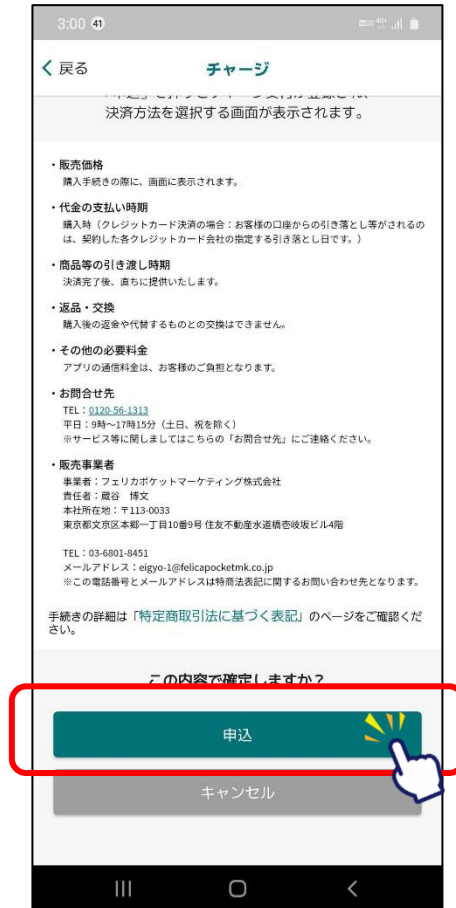 3:00 41
戻る
チャージ
決済方法を選択する画面が表示されます。
・販売価格
購入手続きの際に、画面に表示されます。
・代金の支払い時期
購入時（クレジットカード決済の場合：お客様の口座からの引き落とし等がされるの
は、契約した各クレジットカード会社の指定する引き落とし日です。）
・商品等の引き渡し時期
決済完了後、直ちに提供いたします。
・返品・交換
購入後の返金や代替するものとの交換はできません。
・その他の必要料金
アプリの通信料金は、お客様のご負担となります。
・お問合せ先
TEL：0120-56-1313
平日：9時～17時15分（土日、祝を除く）
※サービス等に関しましてはこちらの「お問合せ先」にご連絡ください。
・販売事業者
事業者：フェリカポケットマーケティング株式会社
責任者：蔵谷　博文
本社所在地：〒113-0033
東京都文京区本郷一丁目10番9号 住友不動産水道橋壱岐坂ビル4階
TEL：03-6801-8451
メールアドレス：eigyo-1@felicapocketmk.co.jp
※この電話番号とメールアドレスは特商法表記に関するお問い合わせ先となります。
手続きの詳細は「特定商取引法に基づく表記」のページをご確認くだ
さい。
この内容で確定しますか？
申込
キャンセル